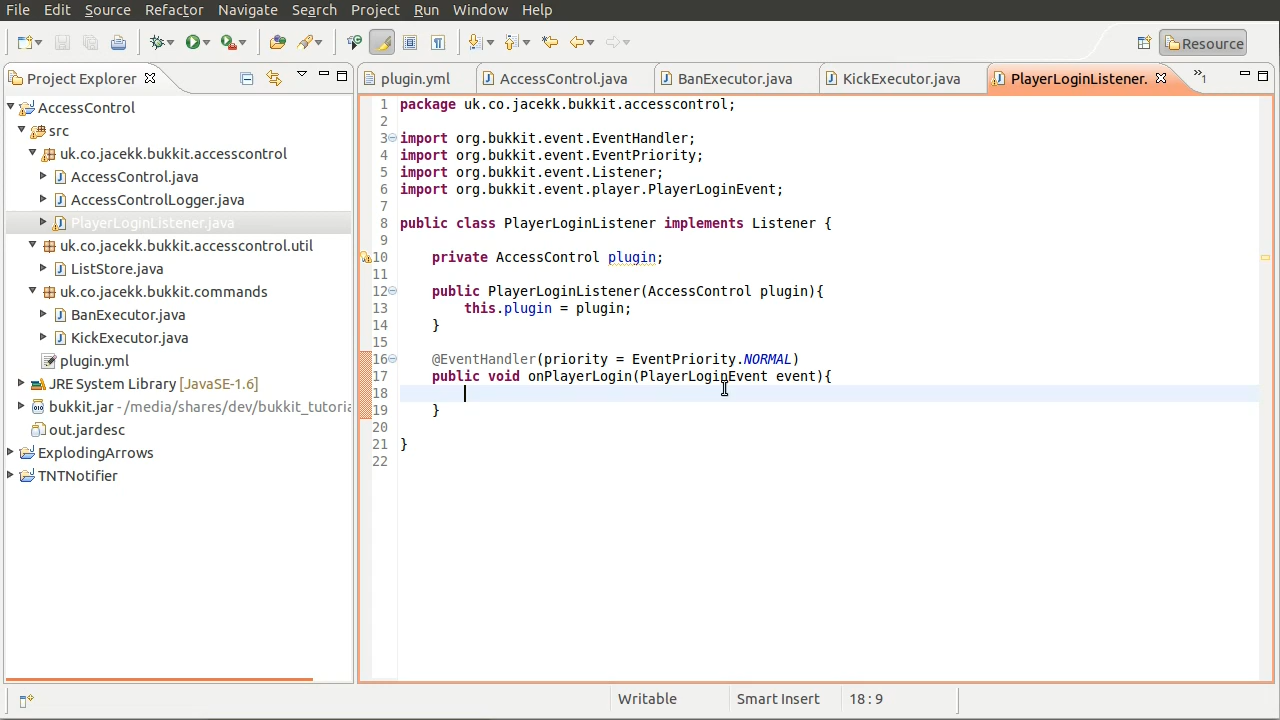 File Edit Source Refactor Navigate Search Project Run Window Help
Resource
Project Explorer
plugin.yml AccessControl.java BanExecutor.java KickExecutor.java PlayerLoginListener. »1
AccessControl
src
uk.co.jacekk.bukkit.accesscontrol
AccessControl.java
AccessControlLogger.java
PlayerLoginListener.java
uk.co.jacekk.bukkit.accesscontrol.util
ListStore.java
uk.co.jacekk.bukkit.commands
BanExecutor.java
KickExecutor.java
plugin.yml
JRE System Library [JavaSE-1.6]
bukkit.jar - /media/shares/dev/bukkit_tutoria
out.jardesc
ExplodingArrows
TNTNotifier
1 package uk.co.jacekk.bukkit.accesscontrol;
2
3 import org.bukkit.event.EventHandler;
4 import org.bukkit.event.EventPriority;
5 import org.bukkit.event.Listener;
6 import org.bukkit.event.player.PlayerLoginEvent;
7
8 public class PlayerLoginListener implements Listener {
9
10 private AccessControl plugin;
11
12 public PlayerLoginListener(AccessControl plugin){
13 this.plugin = plugin;
14 }
15
16 @EventHandler(priority = EventPriority.NORMAL)
17 public void onPlayerLogin(PlayerLoginEvent event){
18
19 }
20
21 }
22
Writable Smart Insert 18 : 9